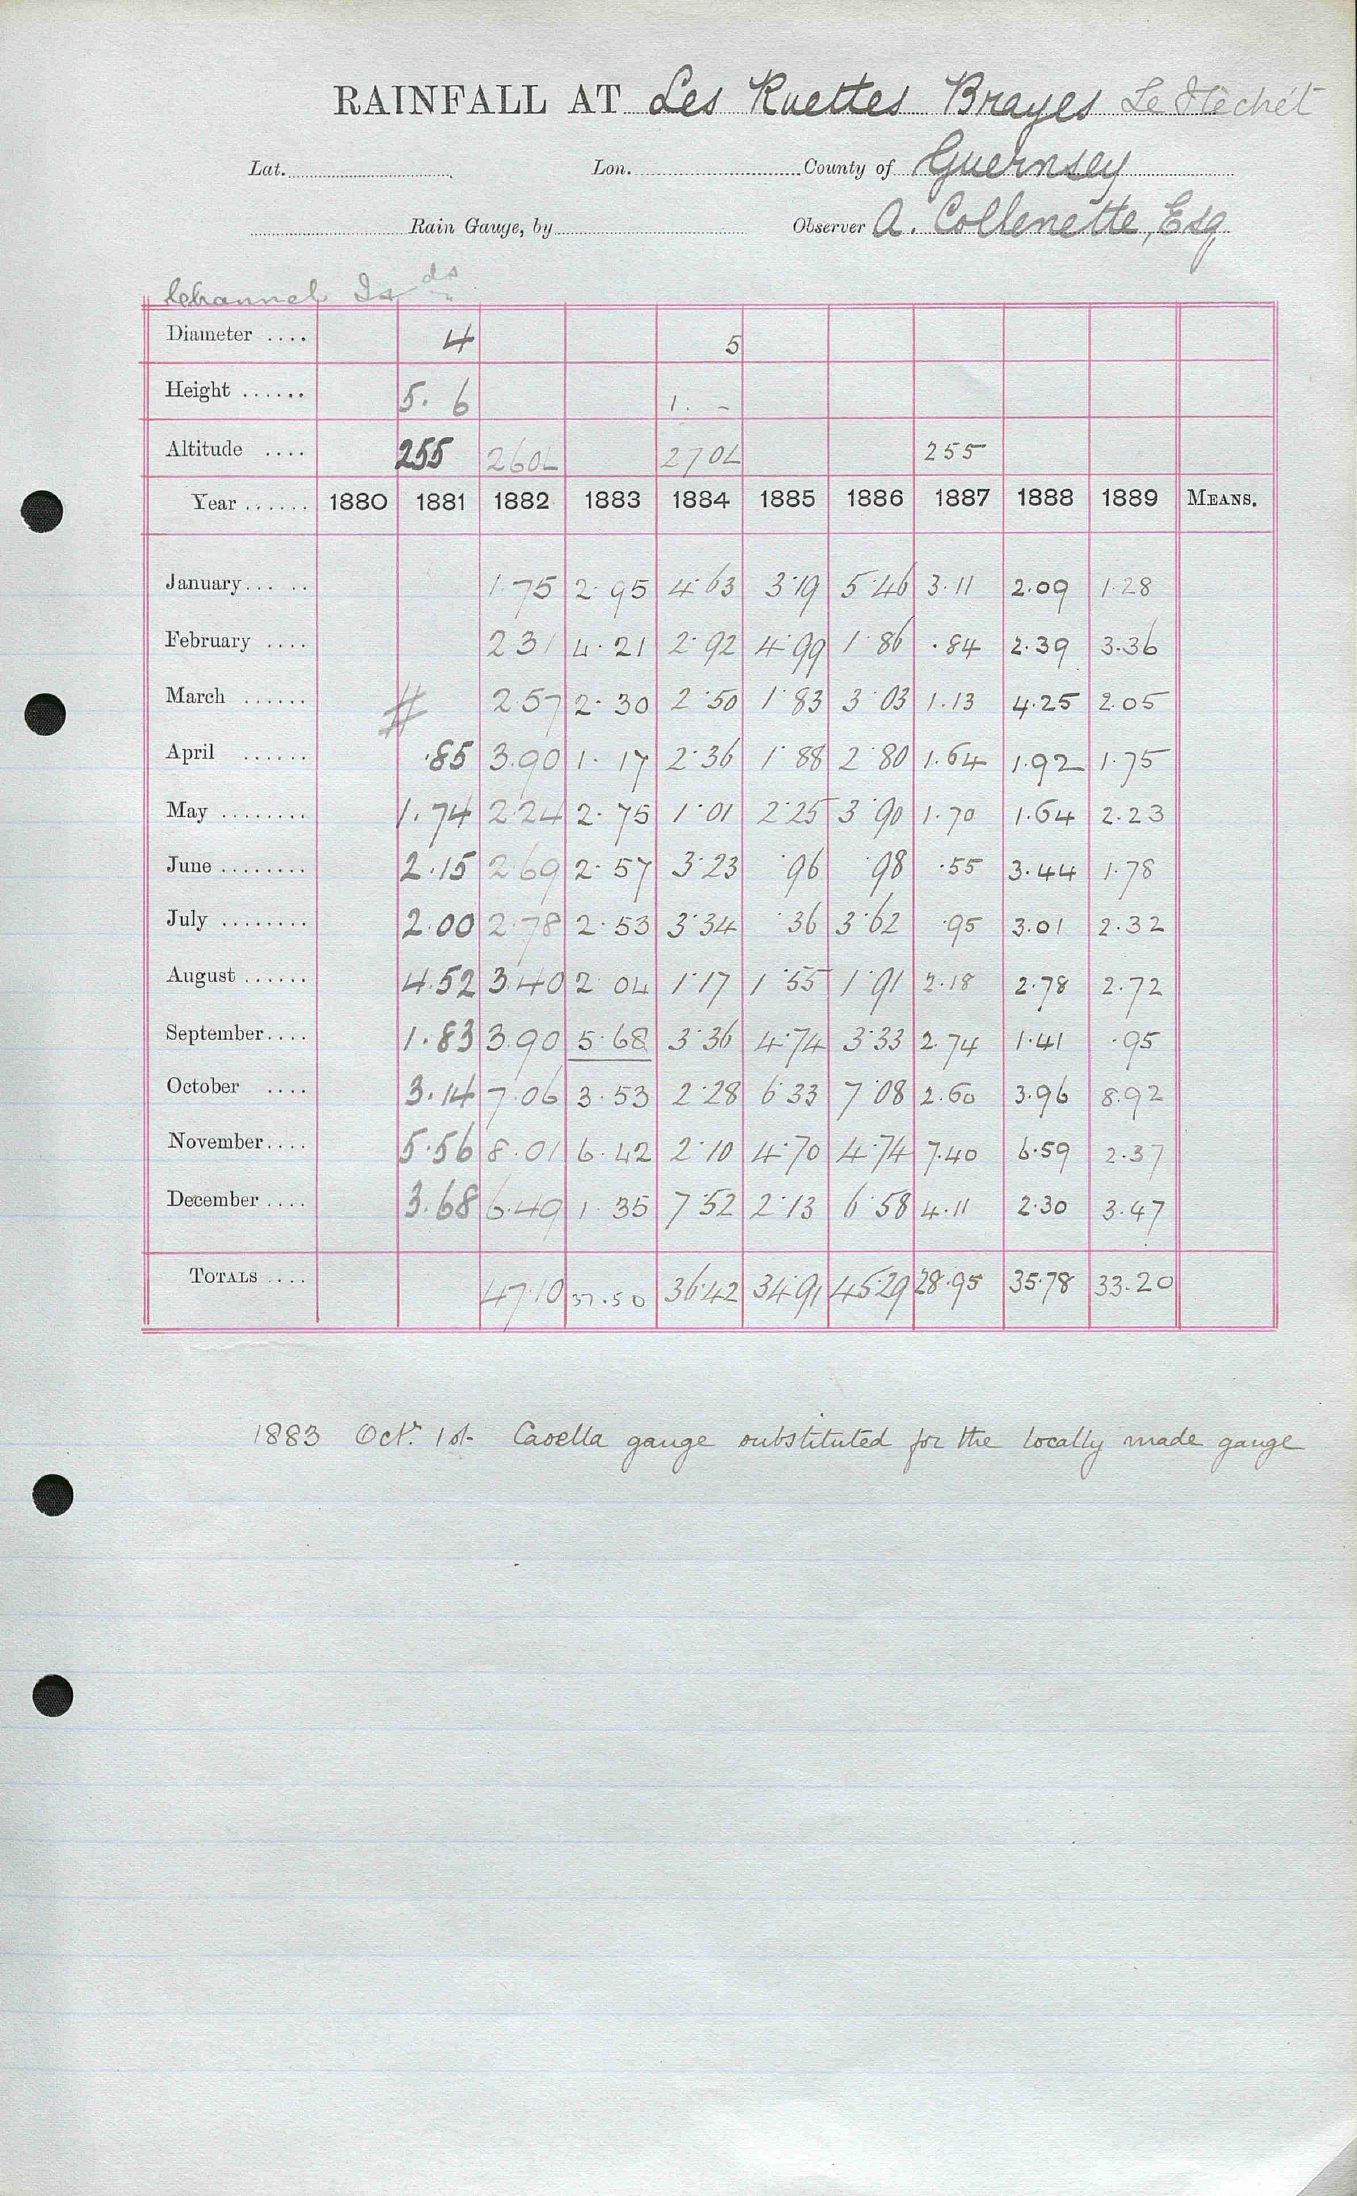 RAINFALL AT Les Ruettes Brayes Le
Lat. Lon. County of Guernsey
Rain Gauge, by Observer A. Collenette, Esq
Channel Is ds
Diameter .... 4 5
Height ...... 5. 6 1. -
Altitude .... 255 260L 270L 255
Year ...... 1880 1881 1882 1883 1884 1885 1886 1887 1888 1889 MEANS.
January... .. 1.75 2.95 4.63 3.19 5.46 3.11 2.09 1.28
February .... 2 31 4.21 2.92 4.99 1.86 .84 2.39 3.36
March ...... # 2 57 2.30 2.50 1.83 3.03 1.13 4.25 2.05
April ...... .85 3.90 1.17 2.36 1.88 2.80 1.64 1.92 1.75
May ........ 1.74 2.24 2.75 1.01 2.25 3.90 1.70 1.64 2.23
June ........ 2.15 2.69 2.57 3.23 .96 .98 .55 3.44 1.78
July ........ 2.00 2.78 2.53 3.34 .36 3.62 .95 3.01 2.32
August ...... 4.52 3.40 2 04 1.17 1.55 1.91 2.18 2.78 2.72
September.... 1.83 3.90 5.68 3.36 4.74 3.33 2.74 1.41 .95
October .... 3.14 7.06 3.53 2.28 6.33 7.08 2.60 3.96 8.92
November.... 5.56 8.01 6.42 2.10 4.70 4.74 7.40 6.59 2.37
December .... 3.68 6.49 1.35 7.52 2.13 6.58 4.11 2.30 3.47
TOTALS .... 47.10 37.50 36.42 34.91 45.29 28.95 35.78 33.20
1883 Oct. 1st Casella gauge substituted for the locally made gauge